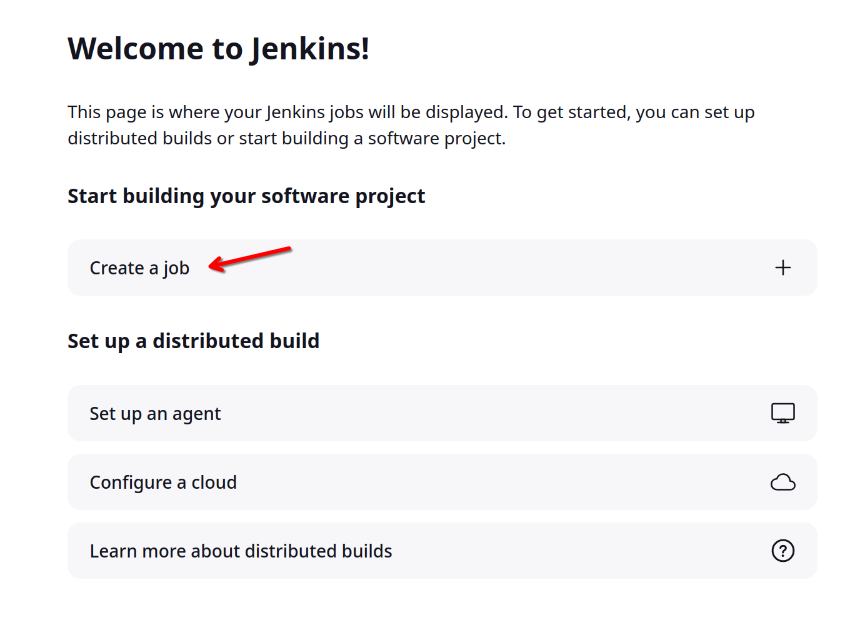 Welcome to Jenkins!
This page is where your Jenkins jobs will be displayed. To get started, you can set up
distributed builds or start building a software project.
Start building your software project
Create a job
Set up a distributed build
Set up an agent
Configure a cloud
Learn more about distributed builds